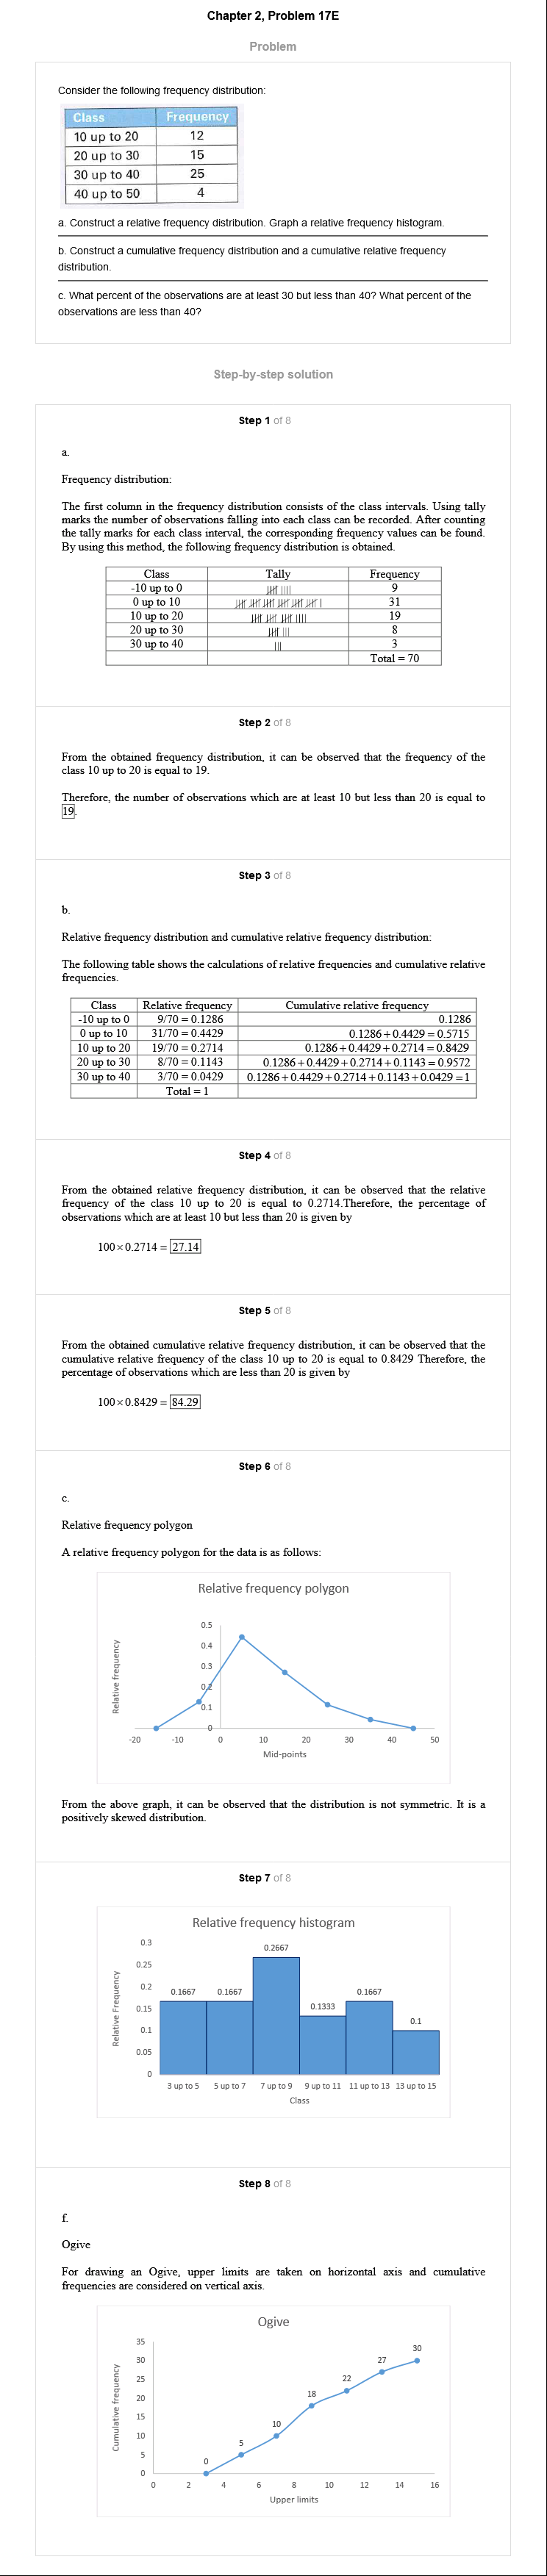 Chapter 2, Problem 17E
Problem
Consider the following frequency distribution:
Class Frequency
10 up to 20 12
20 up to 30 15
30 up to 40 25
40 up to 50 4
a. Construct a relative frequency distribution. Graph a relative frequency histogram.
b. Construct a cumulative frequency distribution and a cumulative relative frequency
distribution.
c. What percent of the observations are at least 30 but less than 40? What percent of the
observations are less than 40?
Step-by-step solution
Step 1 of 8
a.
Frequency distribution:
The first column in the frequency distribution consists of the class intervals. Using tally
marks the number of observations falling into each class can be recorded. After counting
the tally marks for each class interval, the corresponding frequency values can be found.
By using this method, the following frequency distribution is obtained.
Class Tally Frequency
-10 up to 0 9
0 up to 10 31
10 up to 20 19
20 up to 30 8
30 up to 40 3
Total = 70
Step 2 of 8
From the obtained frequency distribution, it can be observed that the frequency of the
class 10 up to 20 is equal to 19.
Therefore, the number of observations which are at least 10 but less than 20 is equal to
19.
Step 3 of 8
b.
Relative frequency distribution and cumulative relative frequency distribution:
The following table shows the calculations of relative frequencies and cumulative relative
frequencies.
Class Relative frequency Cumulative relative frequency
-10 up to 0 9/70 = 0.1286 0.1286
0 up to 10 31/70 = 0.4429 0.1286+0.4429 = 0.5715
10 up to 20 19/70 = 0.2714 0.1286+0.4429+0.2714 = 0.8429
20 up to 30 8/70 = 0.1143 0.1286+0.4429+0.2714+0.1143 = 0.9572
30 up to 40 3/70 = 0.0429 0.1286+0.4429+0.2714+0.1143+0.0429 =1
Total = 1
Step 4 of 8
From the obtained relative frequency distribution, it can be observed that the relative
frequency of the class 10 up to 20 is equal to 0.2714.Therefore, the percentage of
observations which are at least 10 but less than 20 is given by
100×0.2714 = 27.14
Step 5 of 8
From the obtained cumulative relative frequency distribution, it can be observed that the
cumulative relative frequency of the class 10 up to 20 is equal to 0.8429 Therefore, the
percentage of observations which are less than 20 is given by
100×0.8429 = 84.29
Step 6 of 8
c.
Relative frequency polygon
A relative frequency polygon for the data is as follows:
Relative frequency polygon
Relative frequency
0.5
0.4
0.3
0.2
0.1
0
-20 -10 0 10 20 30 40 50
Mid-points
From the above graph, it can be observed that the distribution is not symmetric. It is a
positively skewed distribution.
Step 7 of 8
Relative frequency histogram
Relative Frequency
0.3
0.25
0.2
0.15
0.1
0.05
0
0.1667 0.1667 0.2667 0.1333 0.1667 0.1
3 up to 5 5 up to 7 7 up to 9 9 up to 11 11 up to 13 13 up to 15
Class
Step 8 of 8
f.
Ogive
For drawing an Ogive, upper limits are taken on horizontal axis and cumulative
frequencies are considered on vertical axis.
Ogive
Cumulative frequency
35
30
25
20
15
10
5
0
0 5 10 18 22 27 30
0 2 4 6 8 10 12 14 16
Upper limits